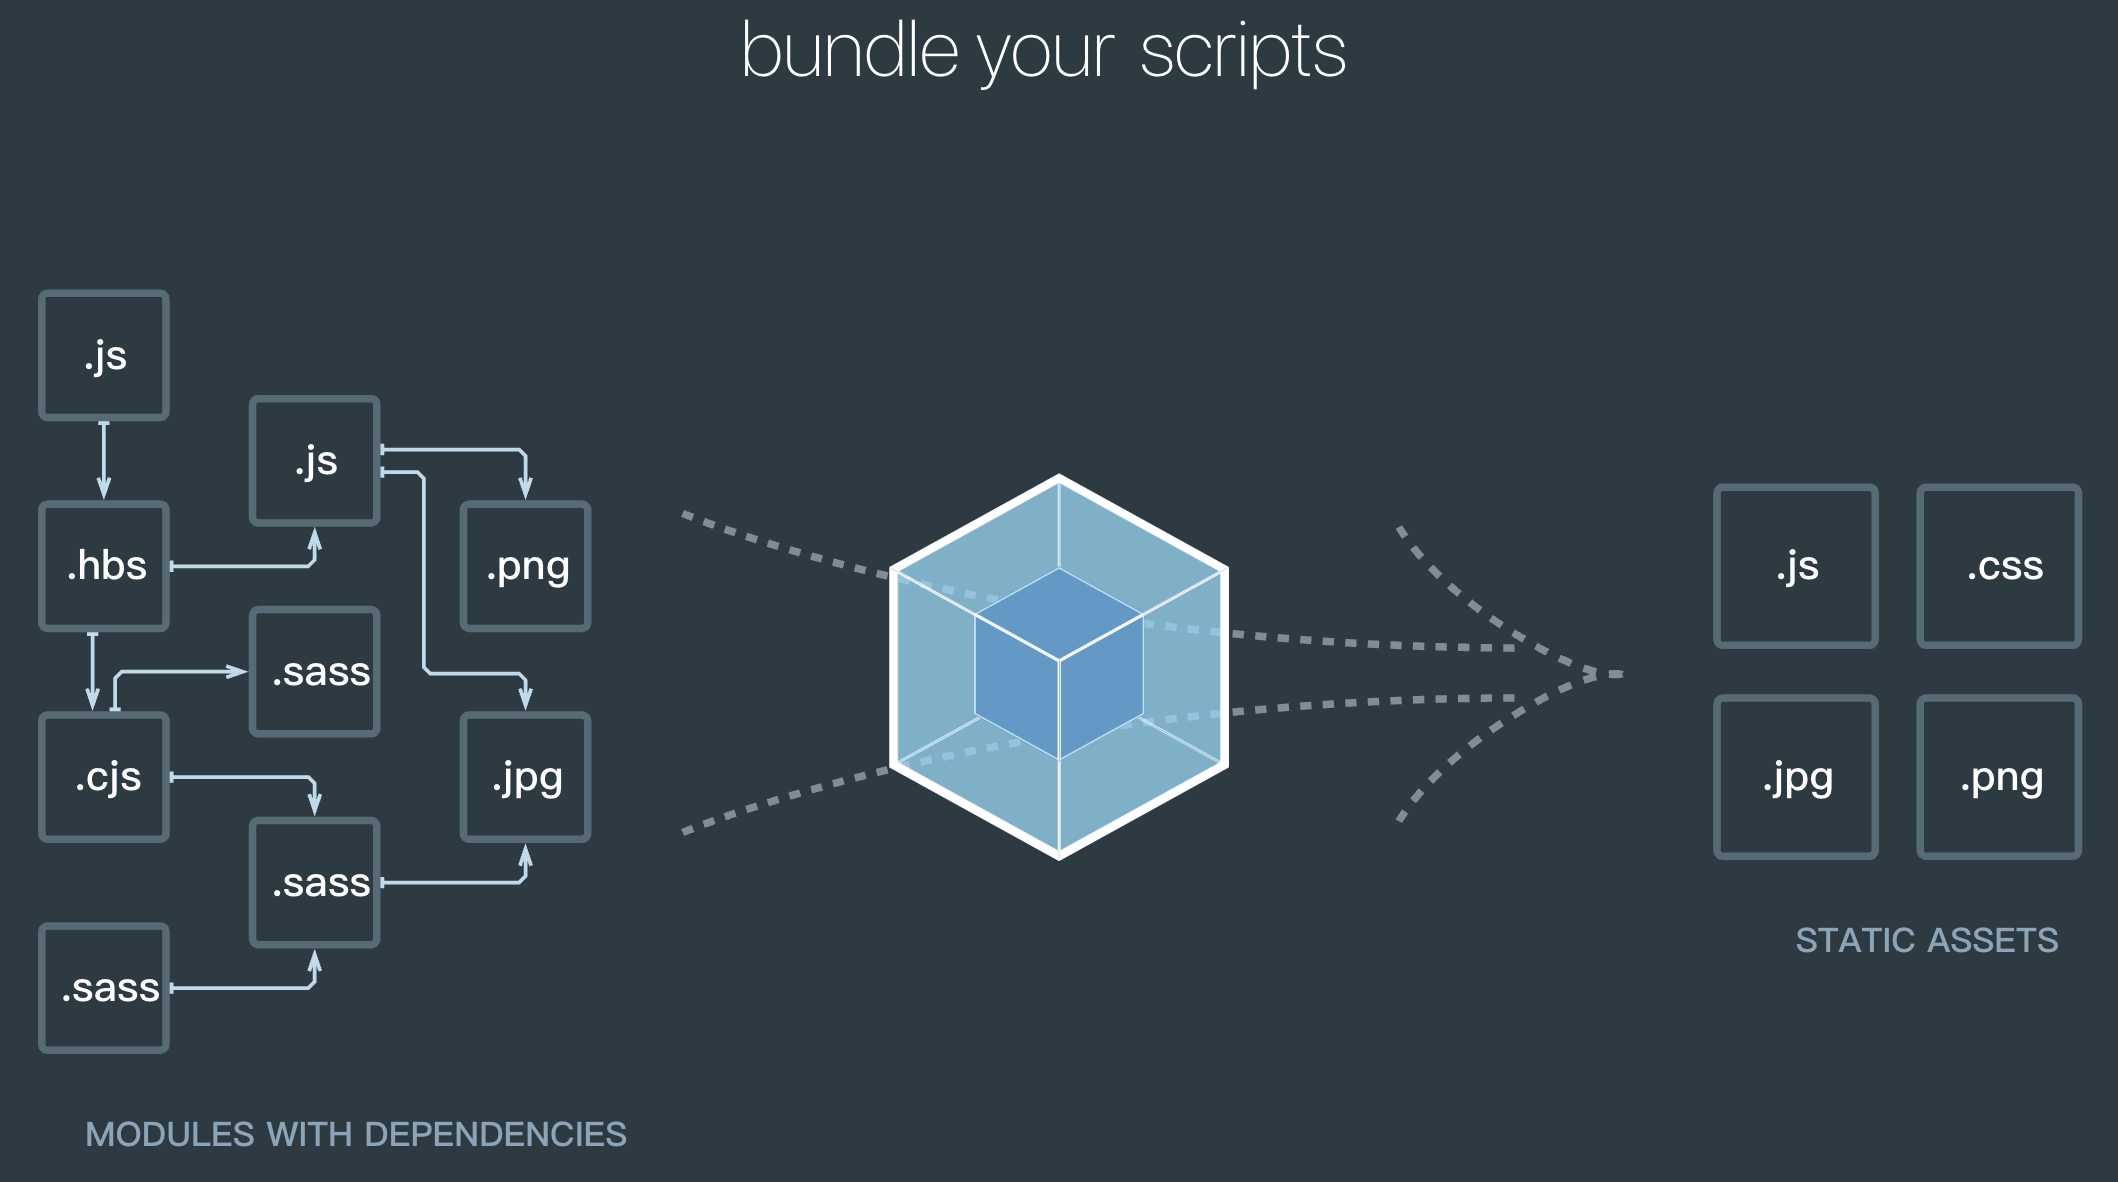 bundle your scripts
.js
.js
.hbs
.png
.sass
.cjs
.jpg
.sass
.sass
MODULES WITH DEPENDENCIES
.js
.css
.jpg
.png
STATIC ASSETS